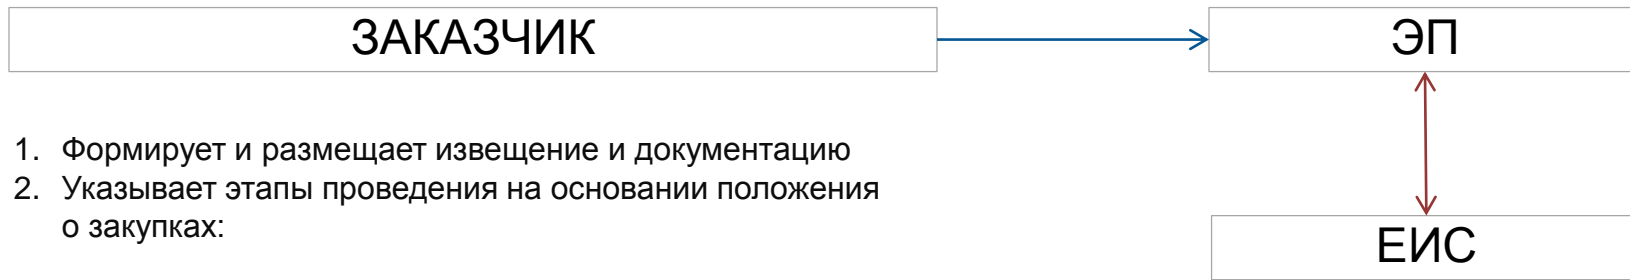 ЗАКАЗЧИК
ЭП
1. Формирует и размещает извещение и документацию
2. Указывает этапы проведения на основании положения
о закупках:
ЕИС